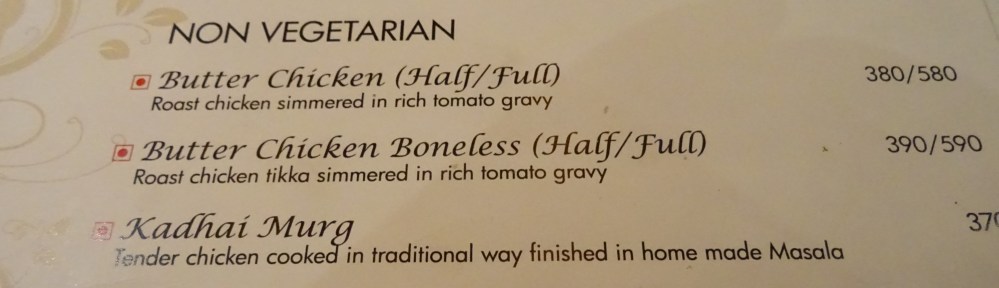 NON VEGETARIAN
Butter Chicken (Half/Full) 380/580
Roast chicken simmered in rich tomato gravy
Butter Chicken Boneless (Half/Full) 390/590
Roast chicken tikka simmered in rich tomato gravy
Kadhai Murg 370
Tender chicken cooked in traditional way finished in home made Masala